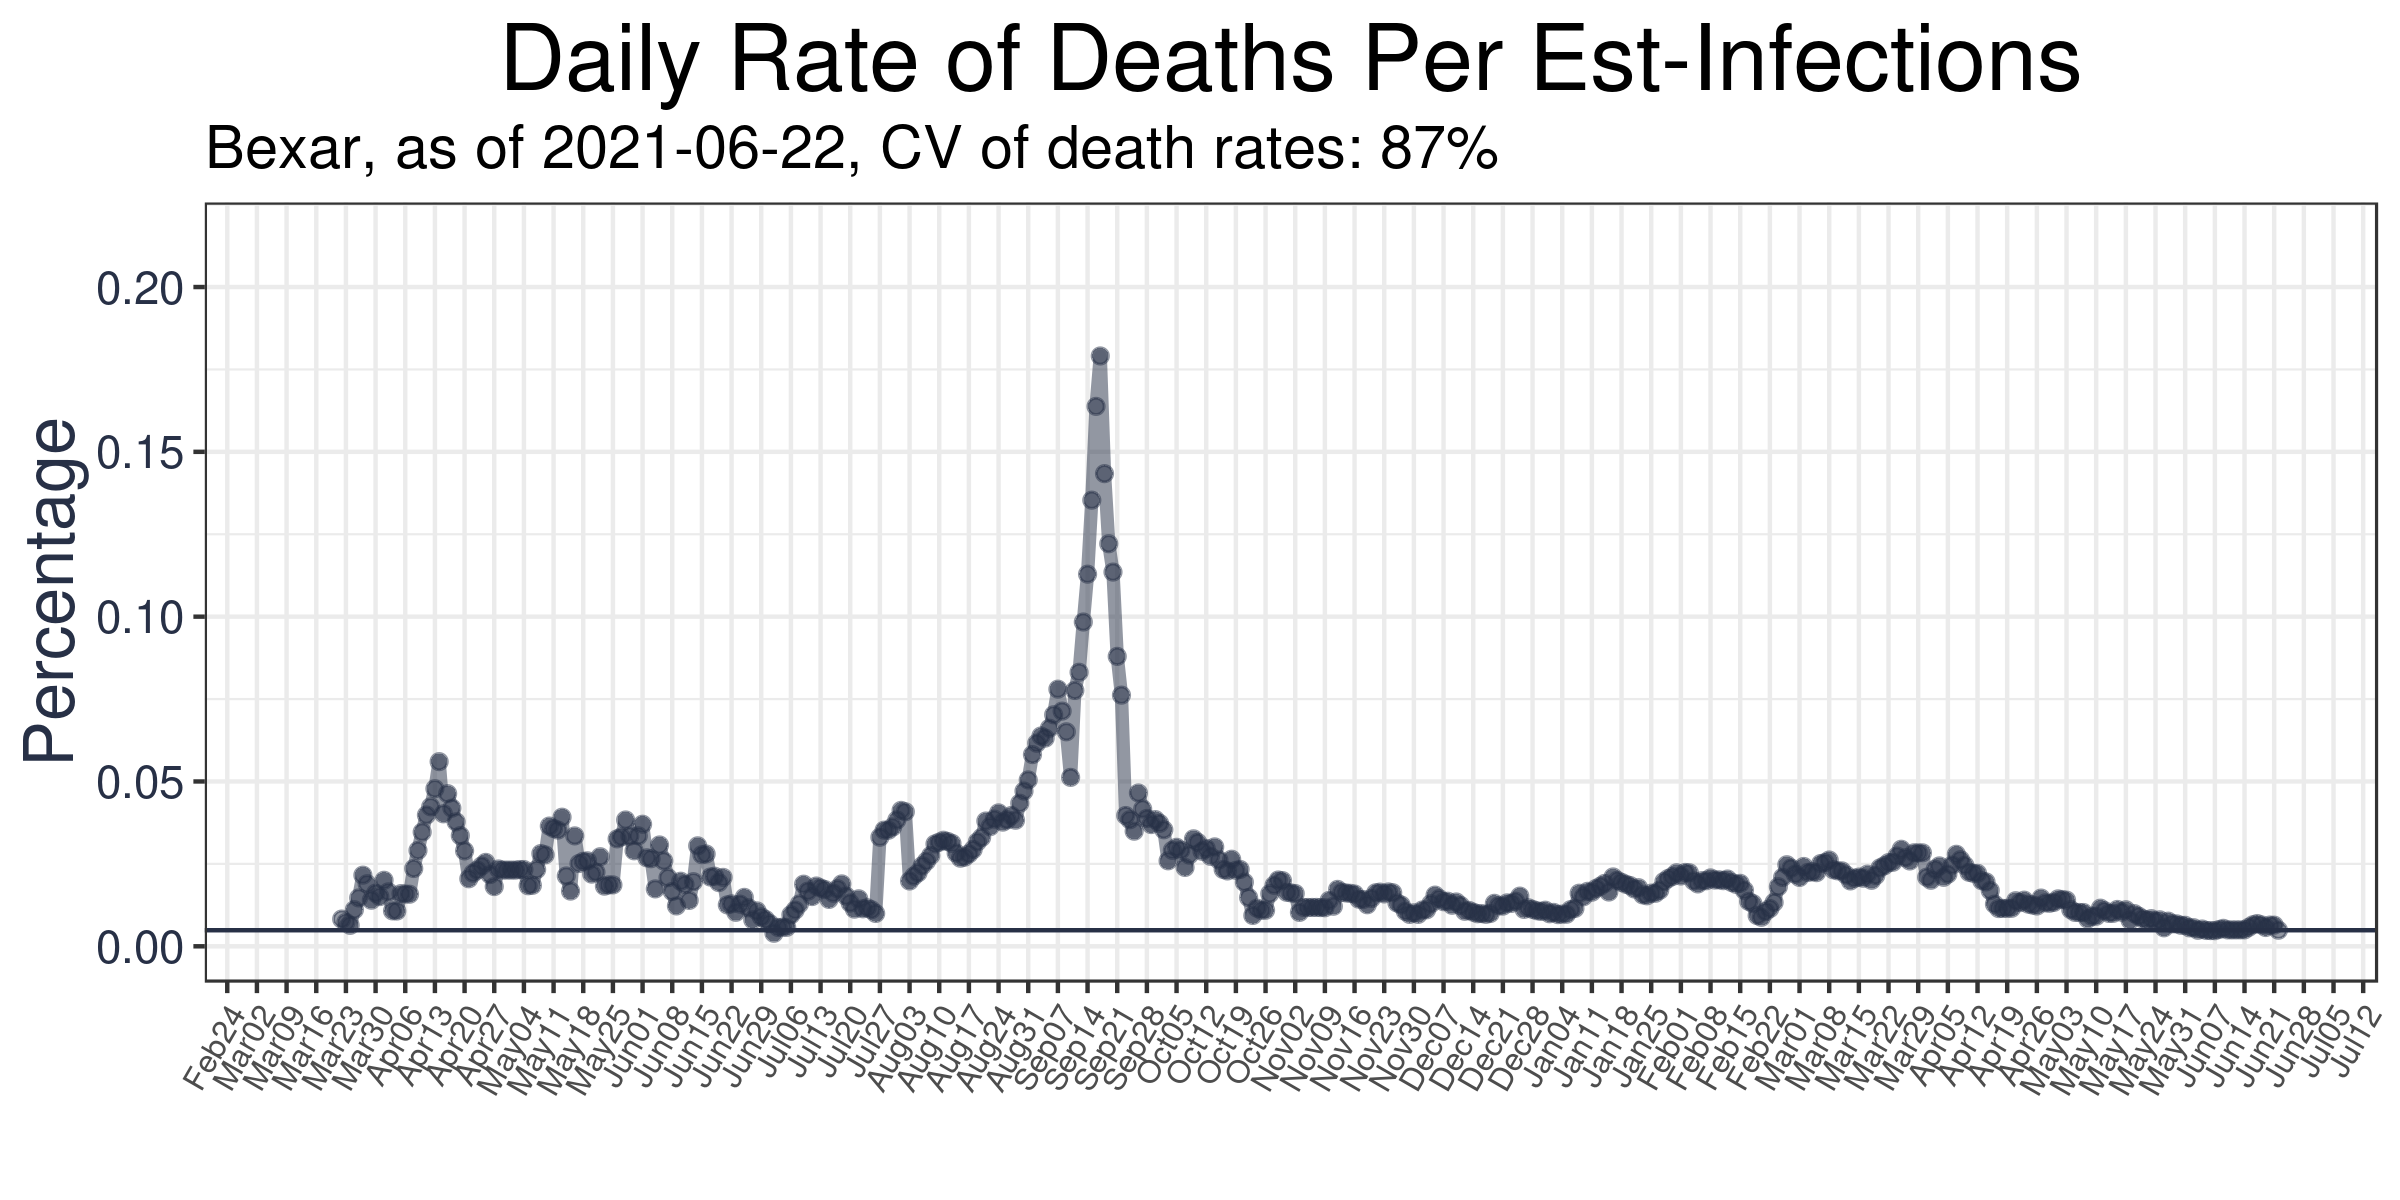 Daily Rate of Deaths Per Est-Infections
Bexar, as of 2021-06-22, CV of death rates: 87%
Percentage
0.20
0.15
0.10
0.05
0.00
Feb24
Mar02
Mar09
Mar16
Mar23
Mar30
Apr06
Apr13
Apr20
Apr27
May04
May11
May18
May25
Jun01
Jun08
Jun15
Jun22
Jun29
Jul06
Jul13
Jul20
Jul27
Aug03
Aug10
Aug17
Aug24
Aug31
Sep07
Sep14
Sep21
Sep28
Oct05
Oct12
Oct19
Oct26
Nov02
Nov09
Nov16
Nov23
Nov30
Dec07
Dec14
Dec21
Dec28
Dec04
Jan11
Jan18
Jan25
Feb01
Feb08
Feb15
Feb22
Mar01
Mar08
Mar15
Mar22
Mar29
Apr05
Apr12
Apr19
Apr26
May03
May10
May17
May24
May31
May07
Jun14
Jun21
Jun28
Jul05
Jul12